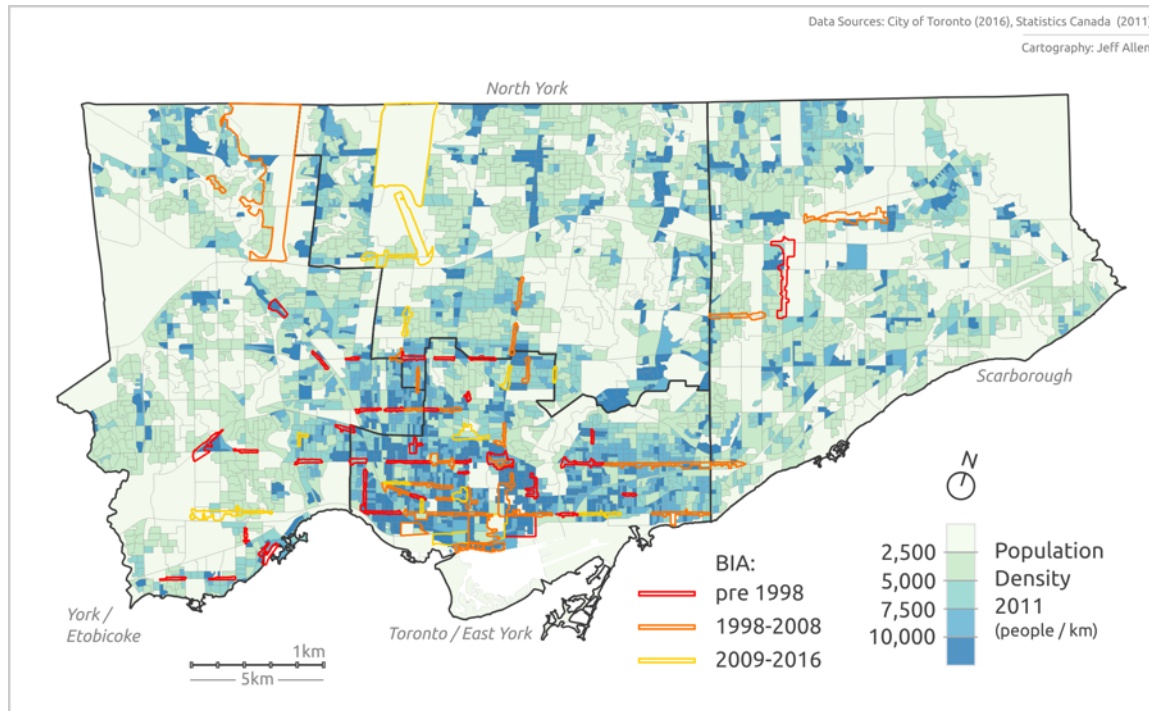 Data Sources: City of Toronto (2016), Statistics Canada (2011)
Cartography: Jeff Allen
North York
Scarborough
N
York /
Etobicoke
Toronto / East York
1km
5km
BIA:
pre 1998
1998-2008
2009-2016
2,500
5,000
7,500
10,000
Population
Density
2011
(people / km)